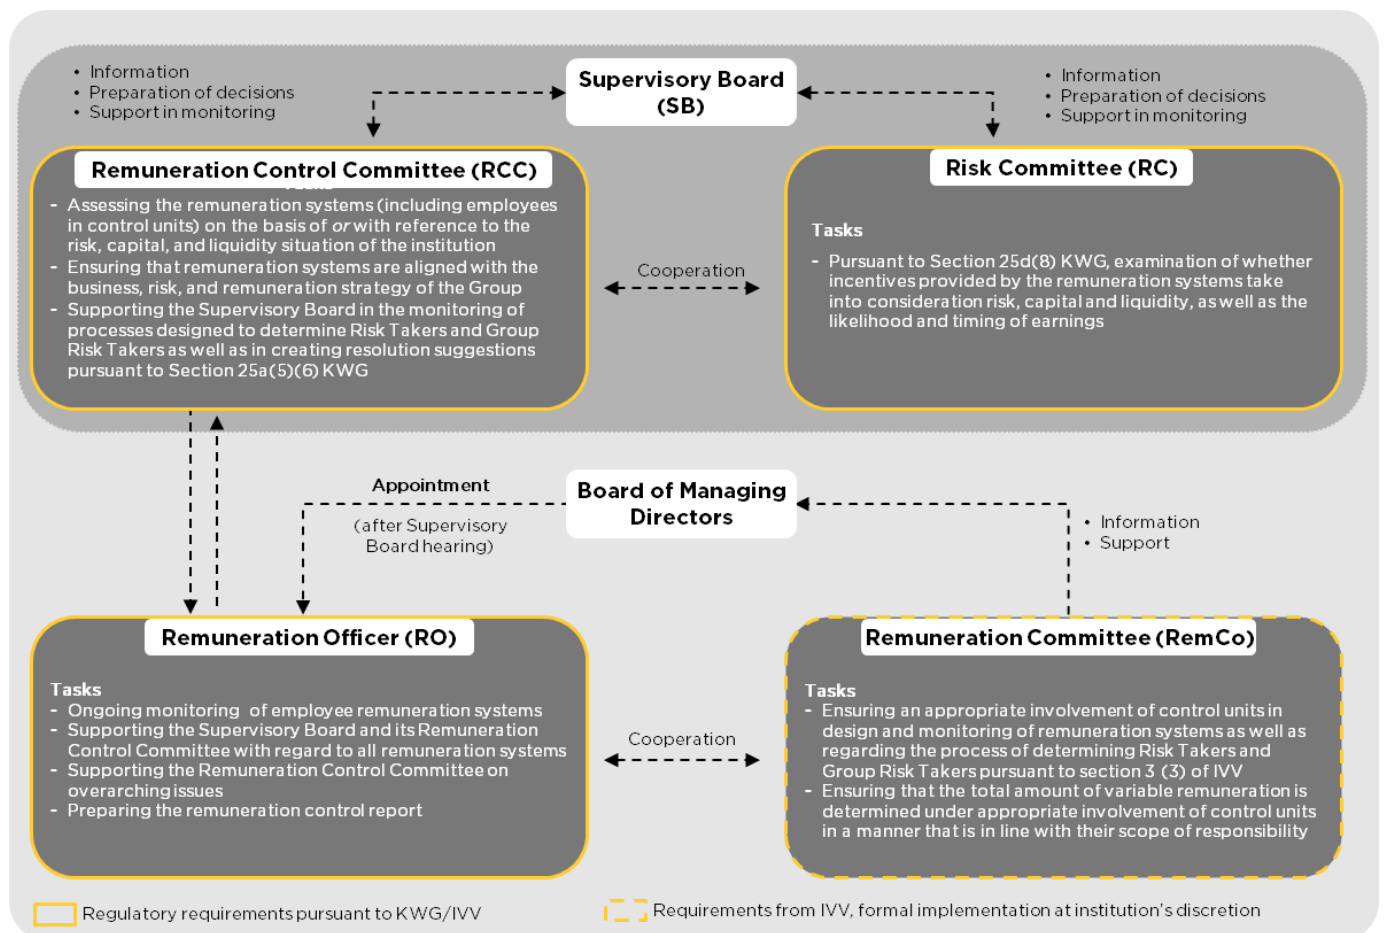 • Information
• Preparation of decisions
• Support in monitoring
Supervisory Board
(SB)
• Information
• Preparation of decisions
• Support in monitoring
Remuneration Control Committee (RCC)
- Assessing the remuneration systems (including employees
in control units) on the basis of or with reference to the
risk, capital, and liquidity situation of the institution
- Ensuring that remuneration systems are aligned with the
business, risk, and remuneration strategy of the Group
- Supporting the Supervisory Board in the monitoring of
processes designed to determine Risk Takers and Group
Risk Takers as well as in creating resolution suggestions
pursuant to Section 25a(5)(6) KWG
Cooperation
Risk Committee (RC)
Tasks
- Pursuant to Section 25d(8) KWG, examination of whether
incentives provided by the remuneration systems take
into consideration risk, capital and liquidity, as well as the
likelihood and timing of earnings
Appointment
(after Supervisory
Board hearing)
Board of Managing
Directors
• Information
• Support
Remuneration Officer (RO)
Tasks
- Ongoing monitoring of employee remuneration systems
- Supporting the Supervisory Board and its Remuneration
Control Committee with regard to all remuneration systems
- Supporting the Remuneration Control Committee on
overarching issues
- Preparing the remuneration control report
Cooperation
Remuneration Committee (RemCo)
Tasks
- Ensuring an appropriate involvement of control units in
design and monitoring of remuneration systems as well as
regarding the process of determining Risk Takers and
Group Risk Takers pursuant to section 3 (3) of IVV
- Ensuring that the total amount of variable remuneration is
determined under appropriate involvement of control units
in a manner that is in line with their scope of responsibility
Regulatory requirements pursuant to KWG/IVV
Requirements from IVV, formal implementation at institution's discretion